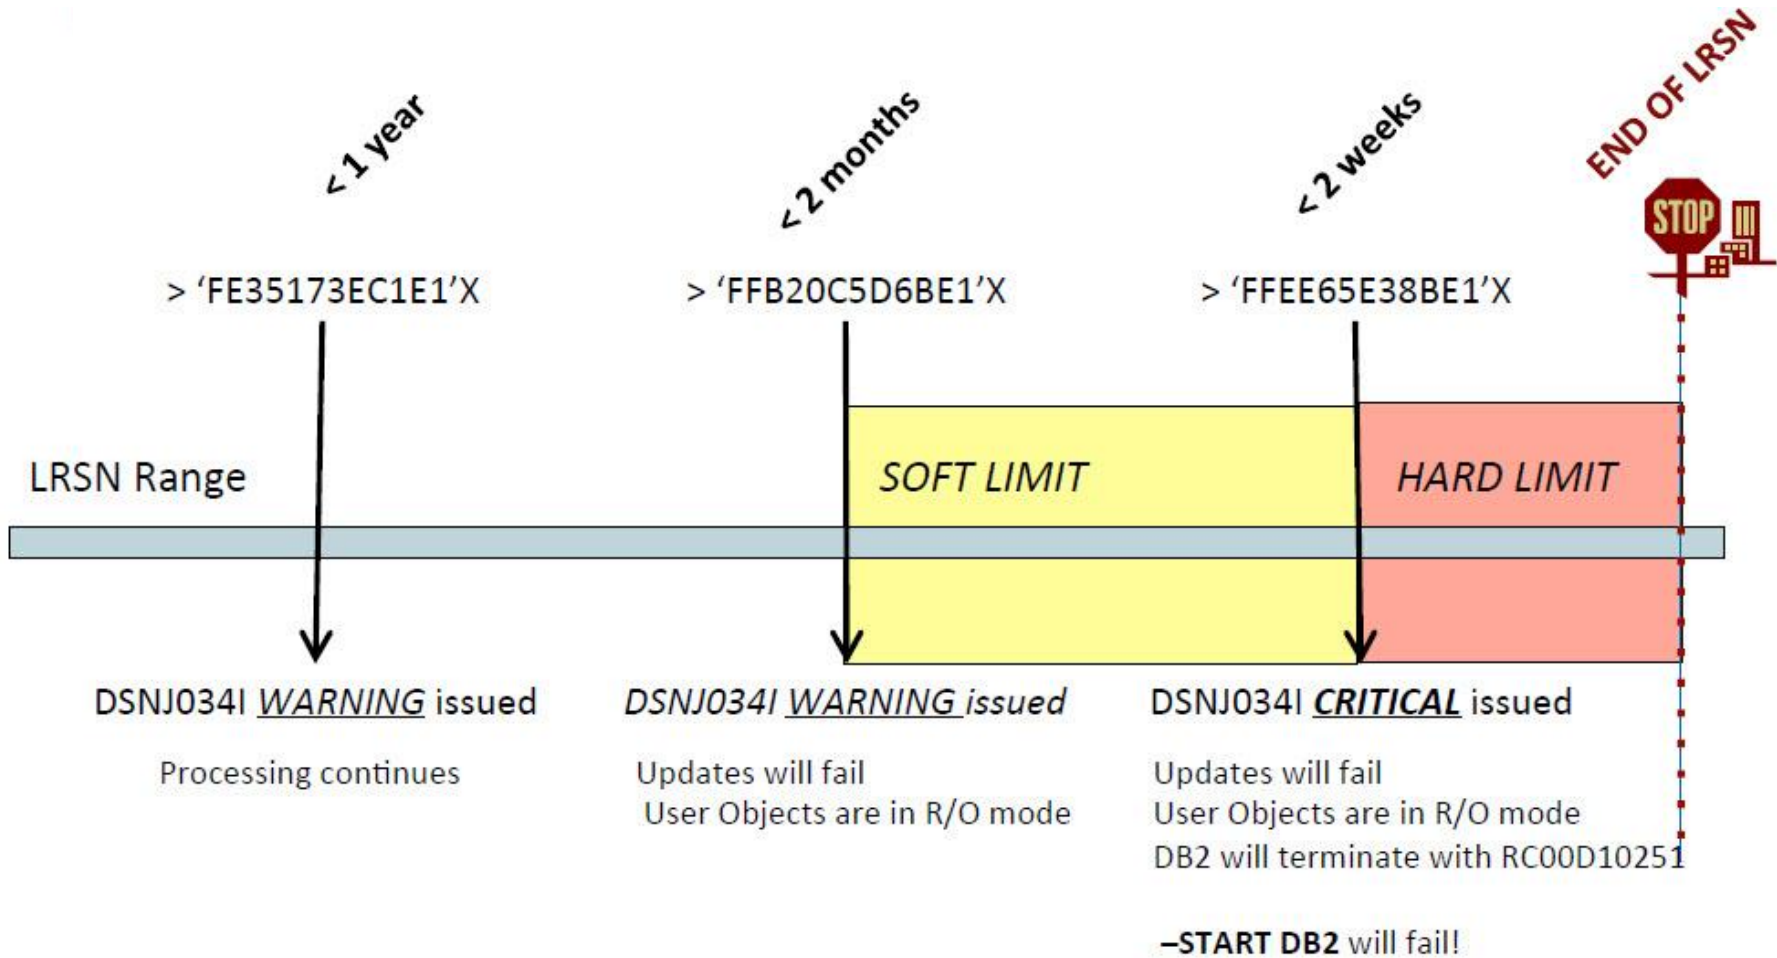 < 1 year
< 2 months
< 2 weeks
END OF LRSN
STOP
> ‘FE35173EC1E1’X
> ‘FFB20C5D6BE1’X
> ‘FFEE65E38BE1’X
LRSN Range
SOFT LIMIT
HARD LIMIT
DSNJ034I WARNING issued
Processing continues
DSNJ034I WARNING issued
Updates will fail
User Objects are in R/O mode
DSNJ034I CRITICAL issued
Updates will fail
User Objects are in R/O mode
DB2 will terminate with RC00D10251
–START DB2 will fail!